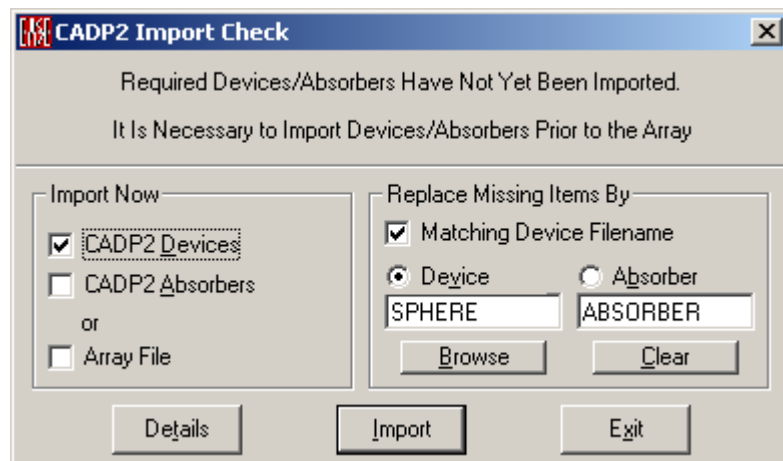 EASE
CADP2 Import Check
Required Devices/Absorbers Have Not Yet Been Imported.
It Is Necessary to Import Devices/Absorbers Prior to the Array
Import Now
CADP2 Devices
CADP2 Absorbers
or
Array File
Replace Missing Items By
Matching Device Filename
Device Absorber
SPHERE ABSORBER
Browse Clear
Details Import Exit